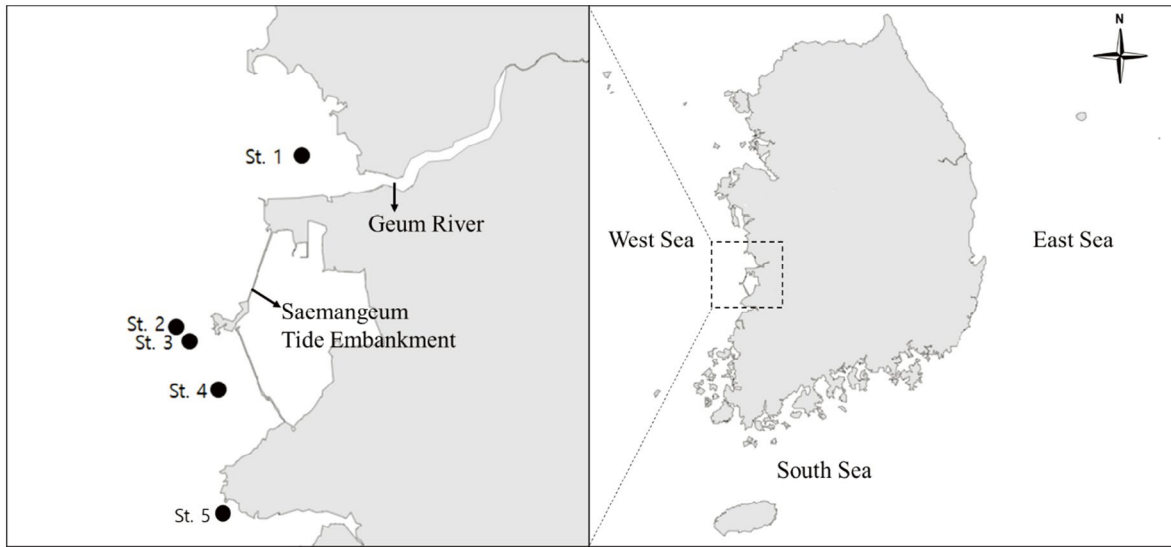 St. 1
Geum River
Saemangeum
Tide Embankment
St. 2
St. 3
St. 4
St. 5
N
West Sea
East Sea
South Sea